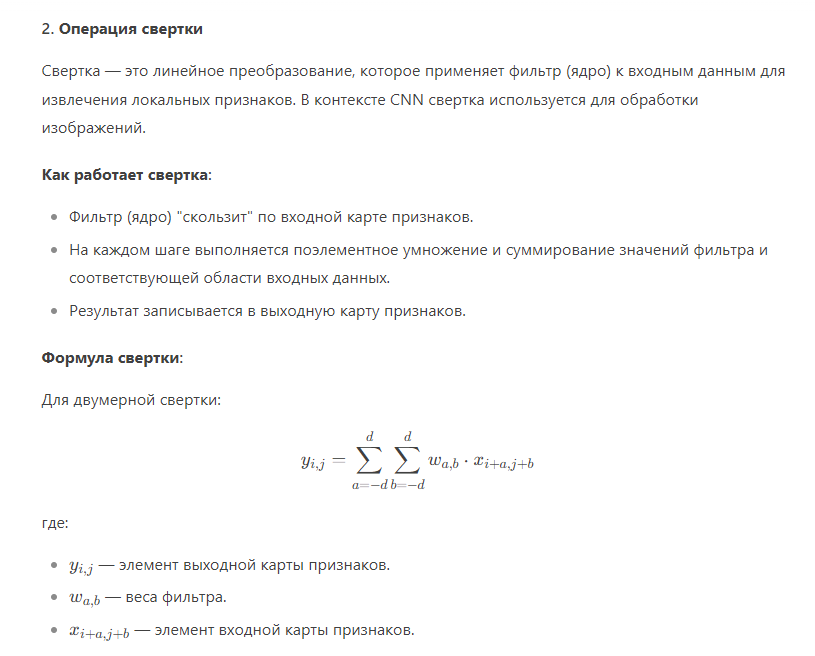 2. Операция свертки
Свертка — это линейное преобразование, которое применяет фильтр (ядро) к входным данным для
извлечения локальных признаков. В контексте CNN свертка используется для обработки
изображений.
Как работает свертка:
• Фильтр (ядро) "скользит" по входной карте признаков.
• На каждом шаге выполняется поэлементное умножение и суммирование значений фильтра и
соответствующей области входных данных.
• Результат записывается в выходную карту признаков.
Формула свертки:
Для двумерной свертки:
$y_{i,j} = \sum_{a=-d}^{d} \sum_{b=-d}^{d} w_{a,b} \cdot x_{i+a,j+b}$
где:
• $y_{i,j}$ — элемент выходной карты признаков.
• $w_{a,b}$ — веса фильтра.
• $x_{i+a,j+b}$ — элемент входной карты признаков.